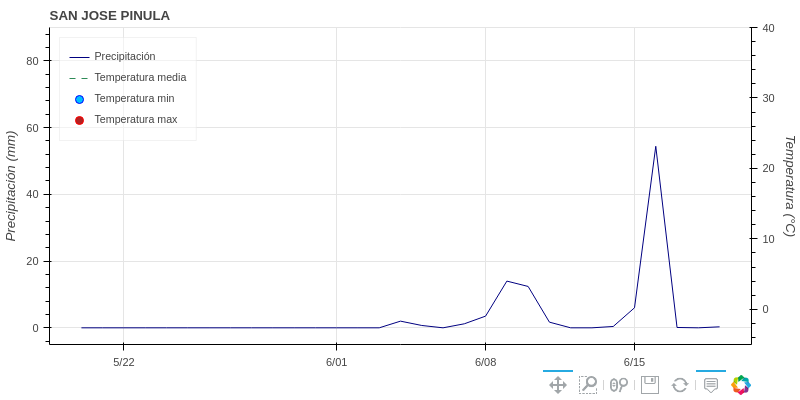 SAN JOSE PINULA
Precipitación
Temperatura media
Temperatura min
Temperatura max
Precipitación (mm)
80
60
40
20
0
Temperatura (°C)
40
30
20
10
0
5/22
6/01
6/08
6/15